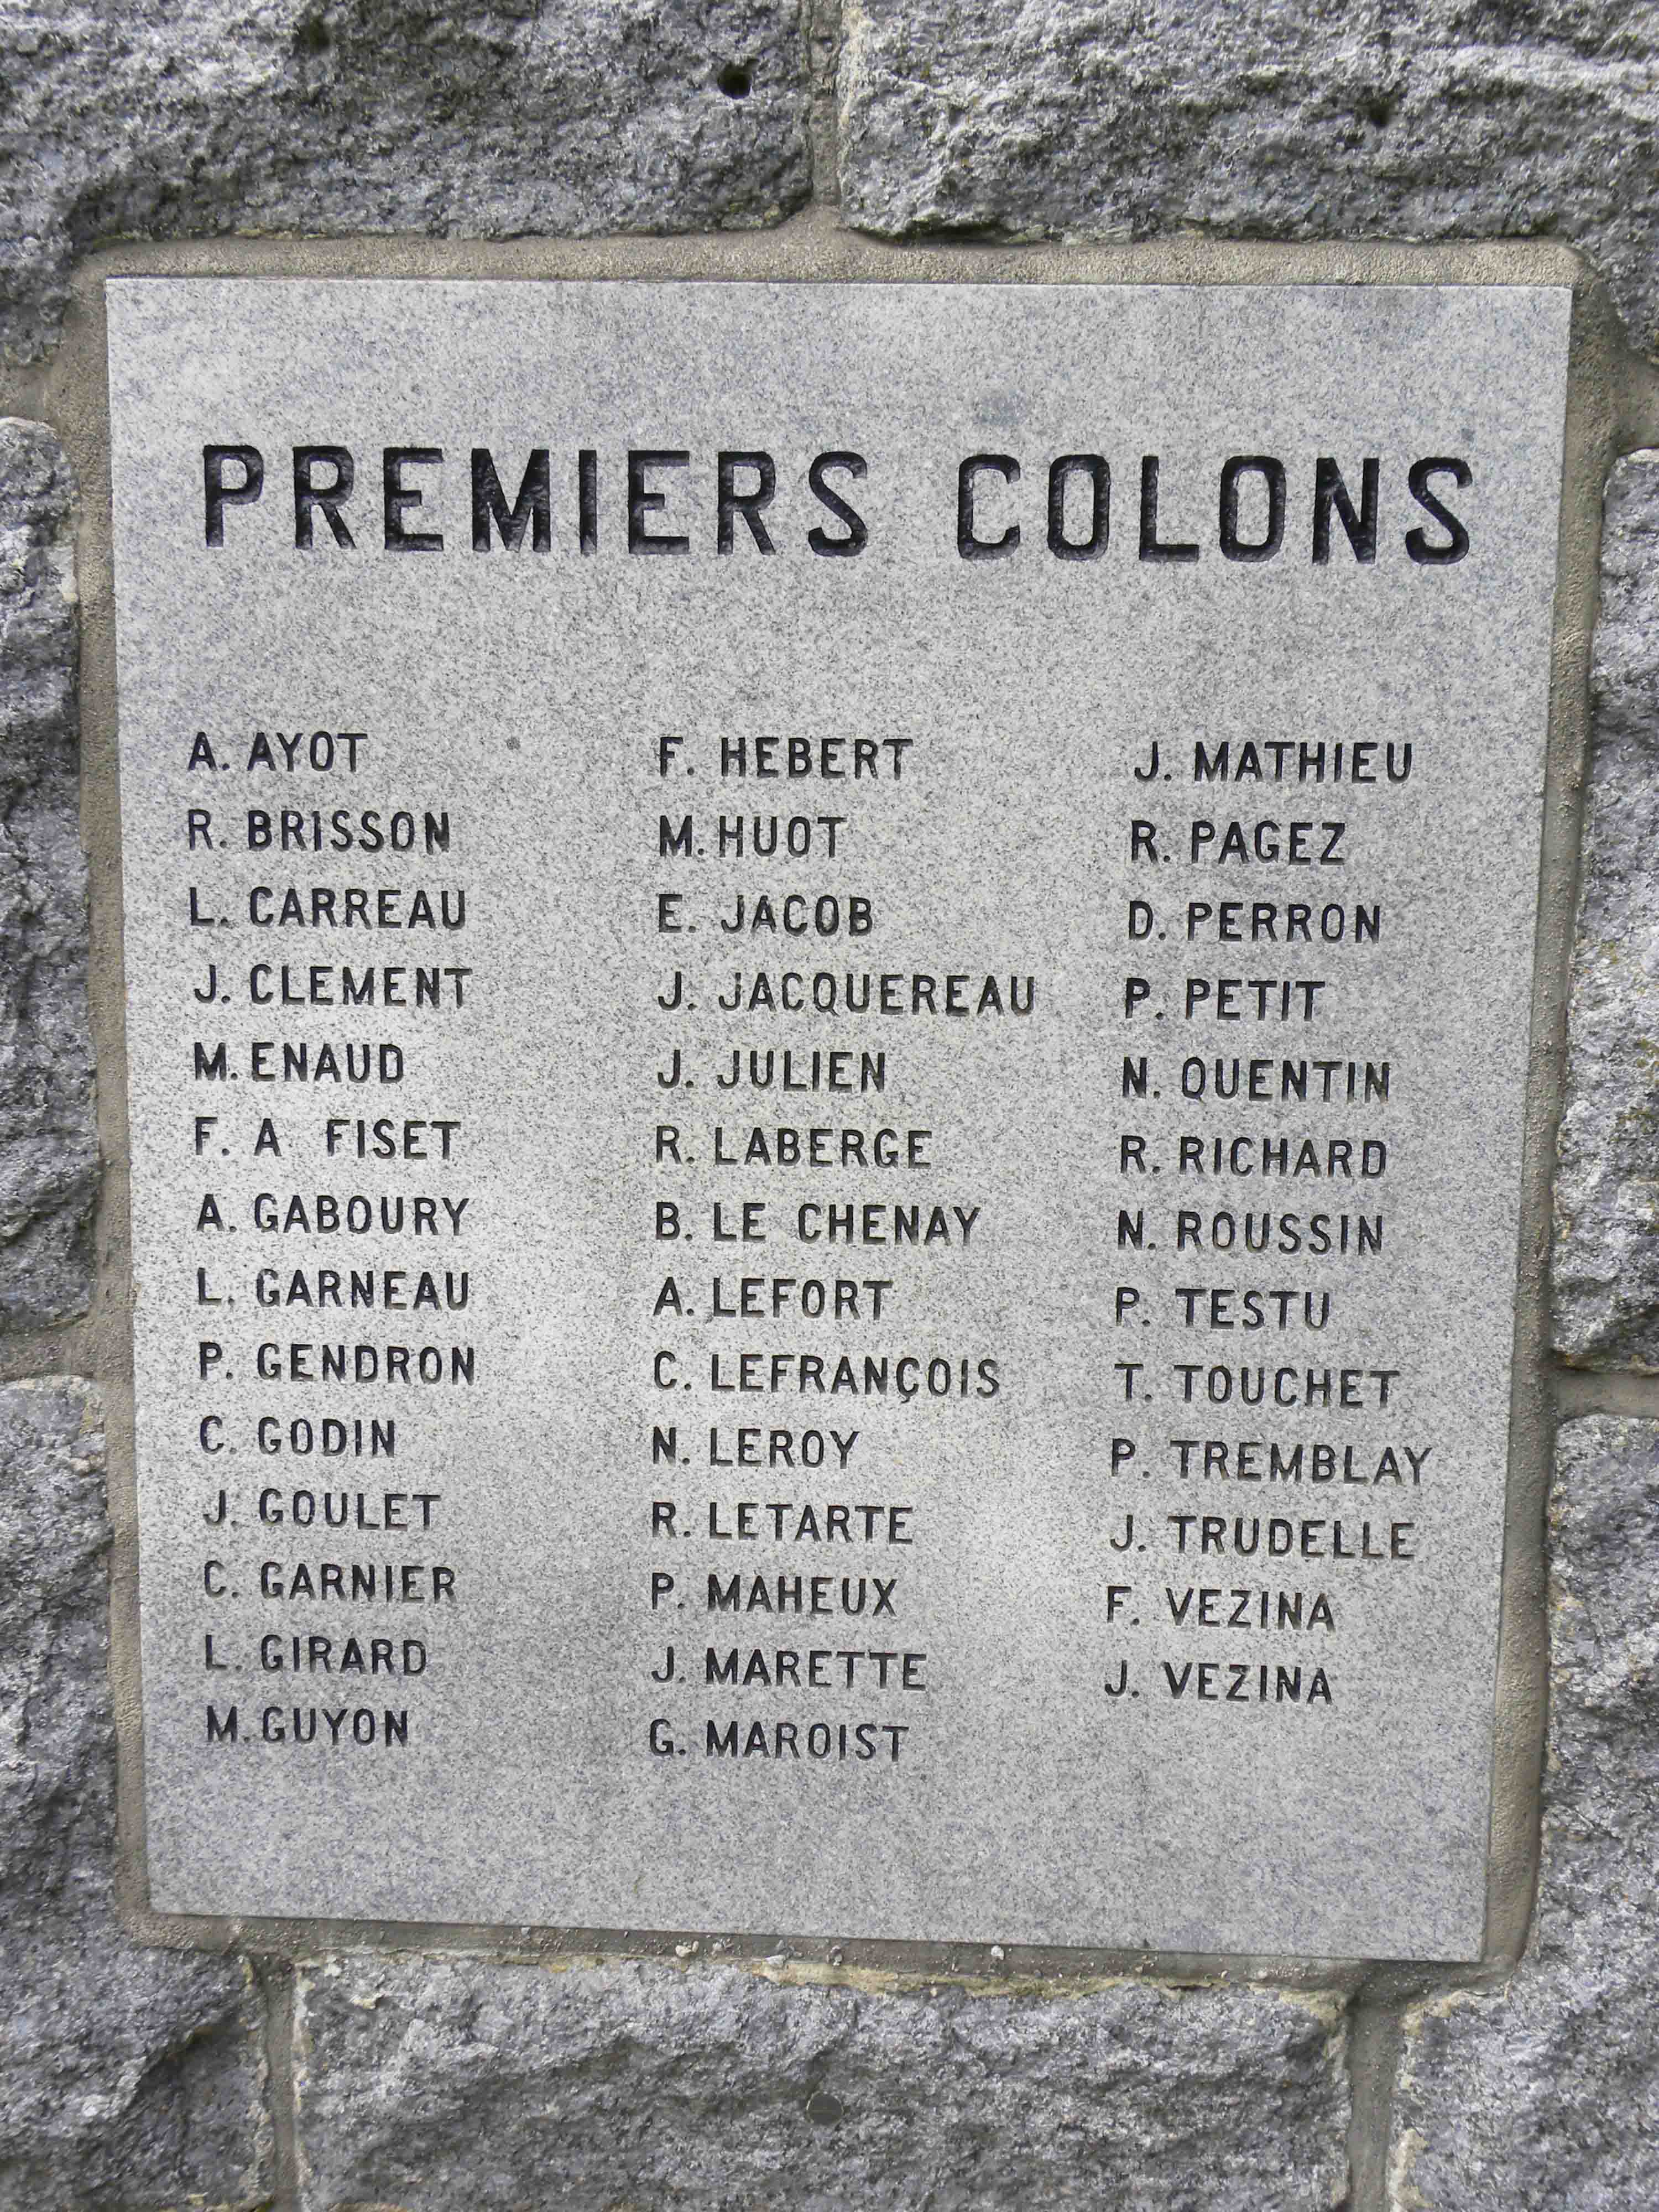 PREMIERS COLONS
A. AYOT
R. BRISSON
L. CARREAU
J. CLEMENT
M. ENAUD
F. A FISET
A. GABOURY
L. GARNEAU
P. GENDRON
C. GODIN
J. GOULET
C. GARNIER
L. GIRARD
M. GUYON
F. HEBERT
M. HUOT
E. JACOB
J. JACQUEREAU
J. JULIEN
R. LABERGE
B. LE CHENAY
A. LEFORT
C. LEFRANÇOIS
N. LEROY
R. LETARTE
P. MAHEUX
J. MARETTE
G. MAROIST
J. MATHIEU
R. PAGEZ
D. PERRON
P. PETIT
N. QUENTIN
R. RICHARD
N. ROUSSIN
P. TESTU
T. TOUCHET
P. TREMBLAY
J. TRUDELLE
F. VEZINA
J. VEZINA